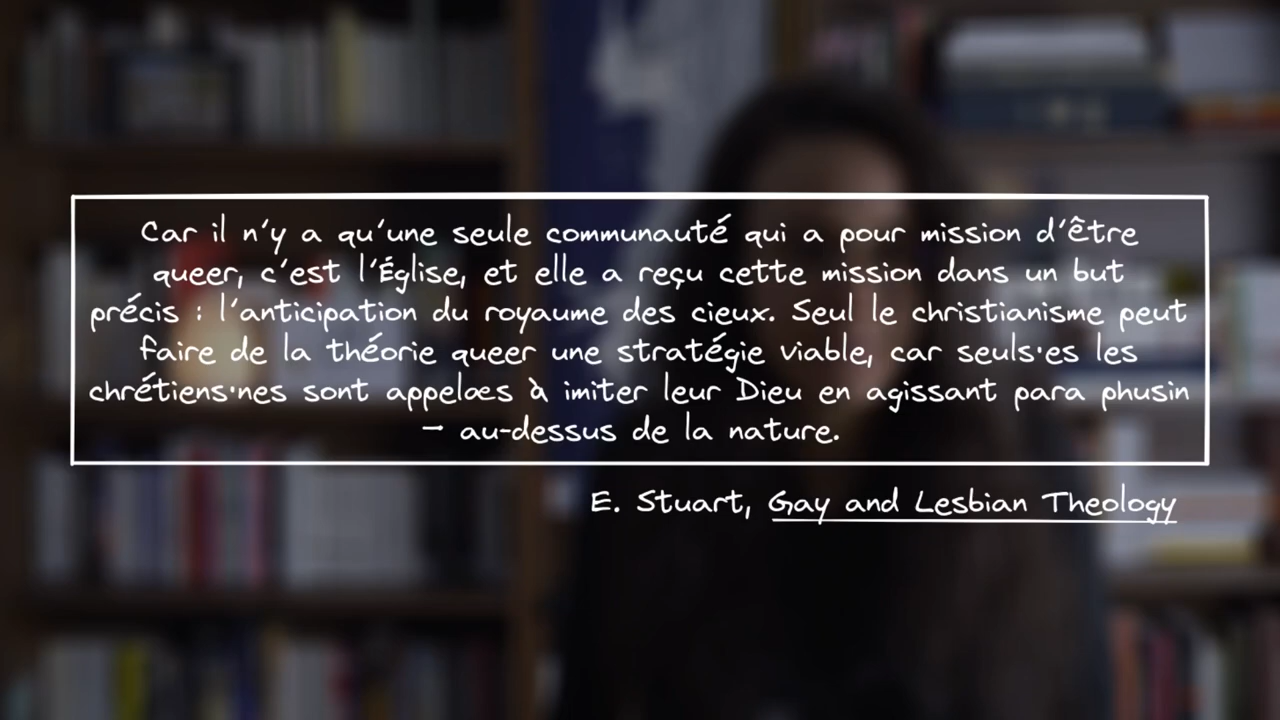 Car il n'y a qu'une seule communauté qui a pour mission d'être
queer, c'est l'Église, et elle a reçu cette mission dans un but
précis : l'anticipation du royaume des cieux. Seul le christianisme peut
faire de la théorie queer une stratégie viable, car seuls·es les
chrétiens·nes sont appelæs à imiter leur Dieu en agissant para phusin
– au-dessus de la nature.
E. Stuart, Gay and Lesbian Theology